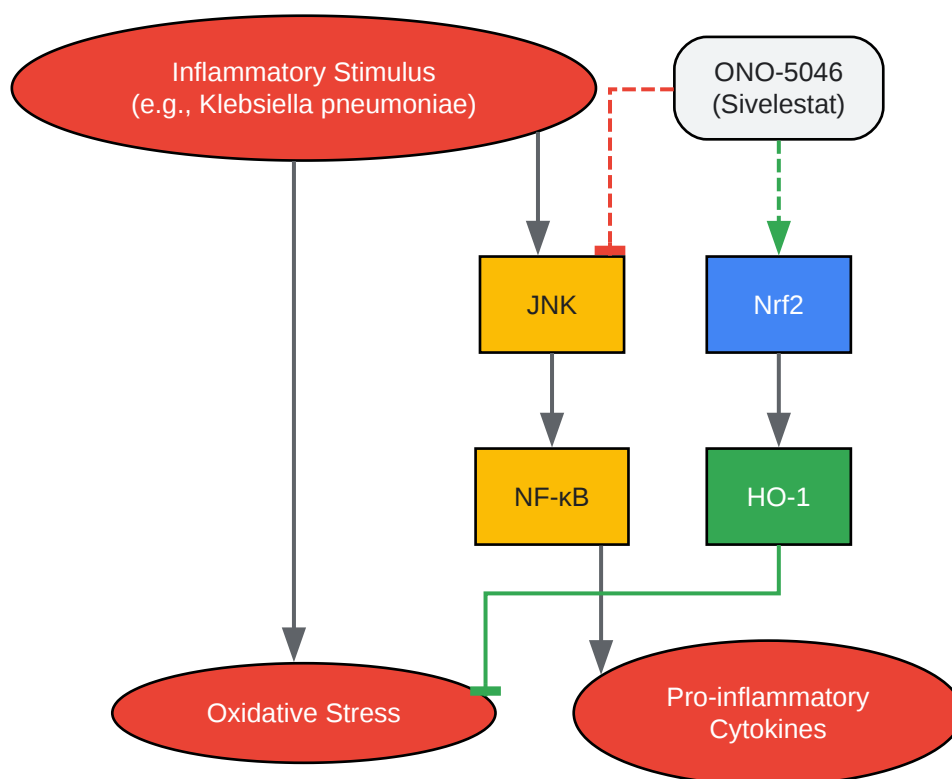 Inflammatory Stimulus
(e.g., Klebsiella pneumoniae)
ONO-5046
(Sivelestat)
JNK
Nrf2
NF-κB
HO-1
Oxidative Stress
Pro-inflammatory
Cytokines